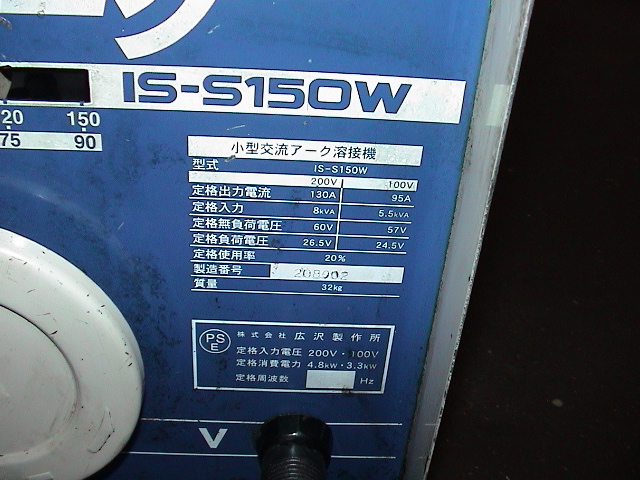 IS-S150W
20 150
75 90
小型交流アーク溶接機
型式 IS-S150W
200V 100V
定格出力電流 130A 95A
定格入力 8kVA 5.5kVA
定格無負荷電圧 60V 57V
定格負荷電圧 26.5V 24.5V
定格使用率 20%
製造番号 208002
質量 32kg
PSE 株式会社 広沢製作所
定格入力電圧 200V・100V
定格消費電力 4.8kW・3.3kW
定格周波数 Hz
V